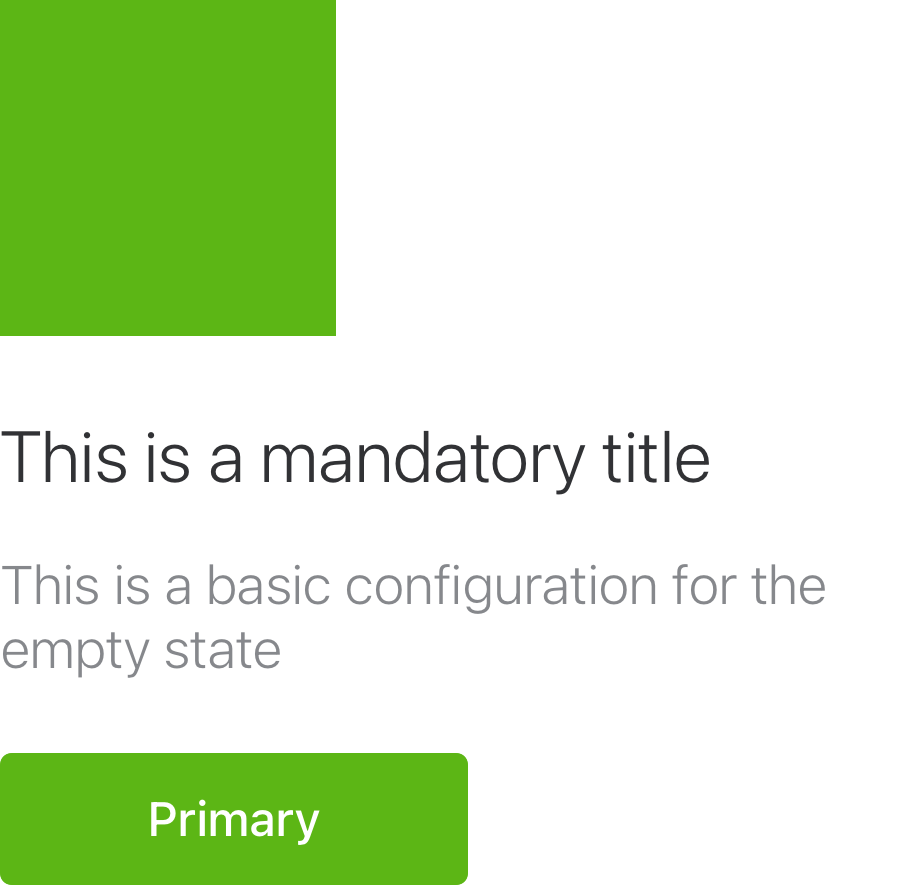 This is a mandatory title
This is a basic configuration for the
empty state
Primary